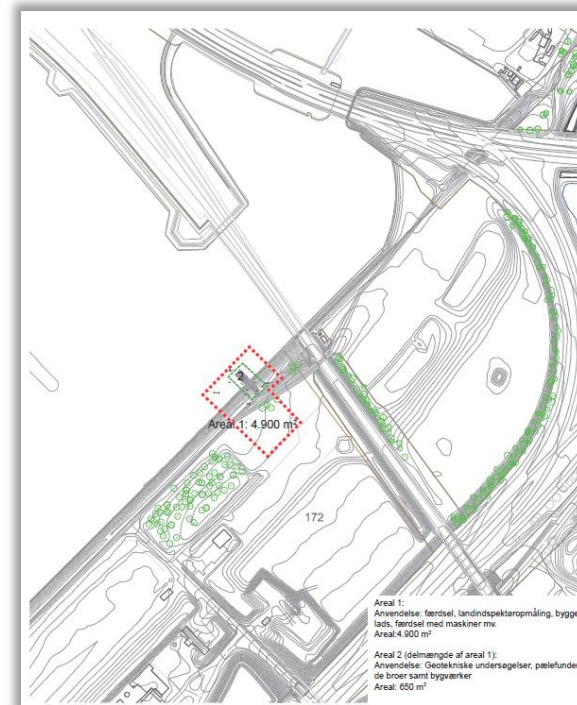 2
Areal 1: 4.900 m²
172
Areal 1:
Anvendelse: færdsel, landindspektøropmåling, bygge
lads, færdsel med maskiner mv.
Areal:4.900 m²
Areal 2 (delmængde af areal 1):
Anvendelse: Geotekniske undersøgelser, pælefunder
de broer samt bygværker
Areal: 650 m²